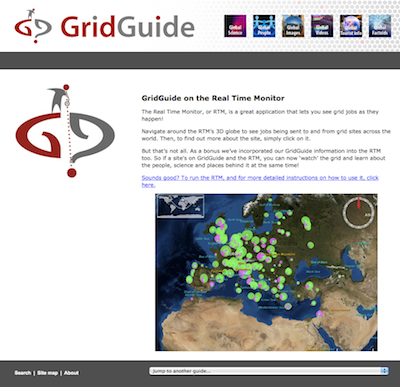 GridGuide
Global Science
Global People
Global Images
Global Videos
Global Tourist Info
Global Factoids
GridGuide on the Real Time Monitor
The Real Time Monitor, or RTM, is a great application that lets you see grid jobs as they
happen!
Navigate around the RTM's 3D globe to see jobs being sent to and from grid sites across
the world. Then, to find out more about the site, simply click on it.
But that's not all. As a bonus we've incorporated our GridGuide information into the RTM
too. So if a site's on GridGuide and the RTM, you can now 'watch' the grid and learn about
the people, science and places behind it at the same time!
Sounds good? To run the RTM, and for more detailed instructions on how to use it, click
here.
Search | Site map | About
Jump to another guide...